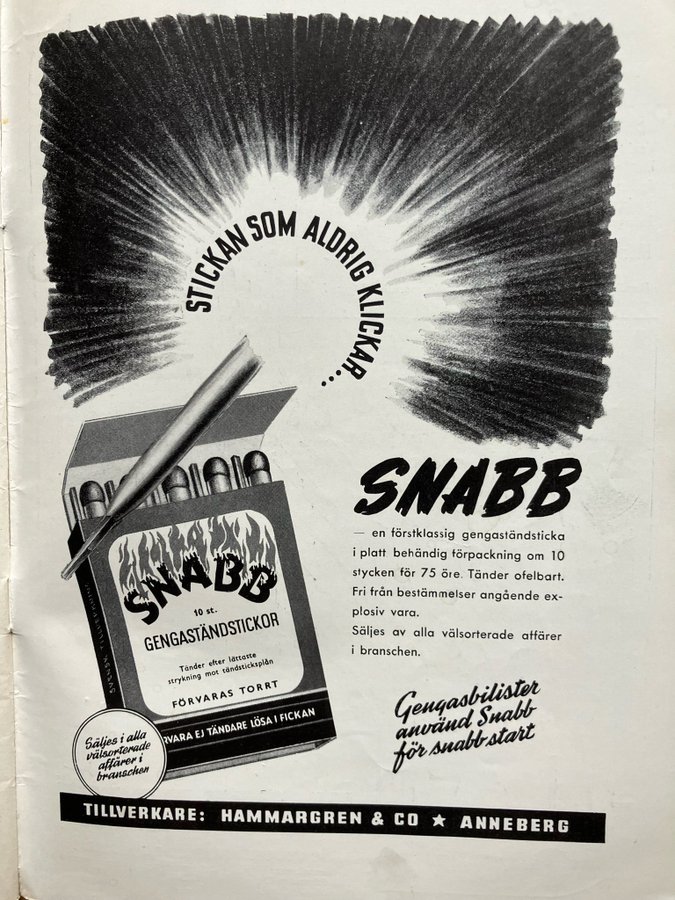 STICKAN SOM ALDRIG KLICKAR...
SNABB
— en förstklassig gengaständsticka
i platt behändig förpackning om 10
stycken för 75 öre. Tänder ofelbart.
Fri från bestämmelser angående ex-
plosiv vara.
Säljes av alla välsorterade affärer
i branschen.
SNABB
10 st.
GENGASTÄNDSTICKOR
Tänder efter lättaste
strykning mot tändsticksplån
FÖRVARAS TORRT
RVARA EJ TÄNDARE LÖSA I FICKAN
Säljes i alla
välsorterade
affärer i
branschen
Gengasbilister
använd Snabb
för snabb start
TILLVERKARE: HAMMARGREN & CO ★ ANNEBERG